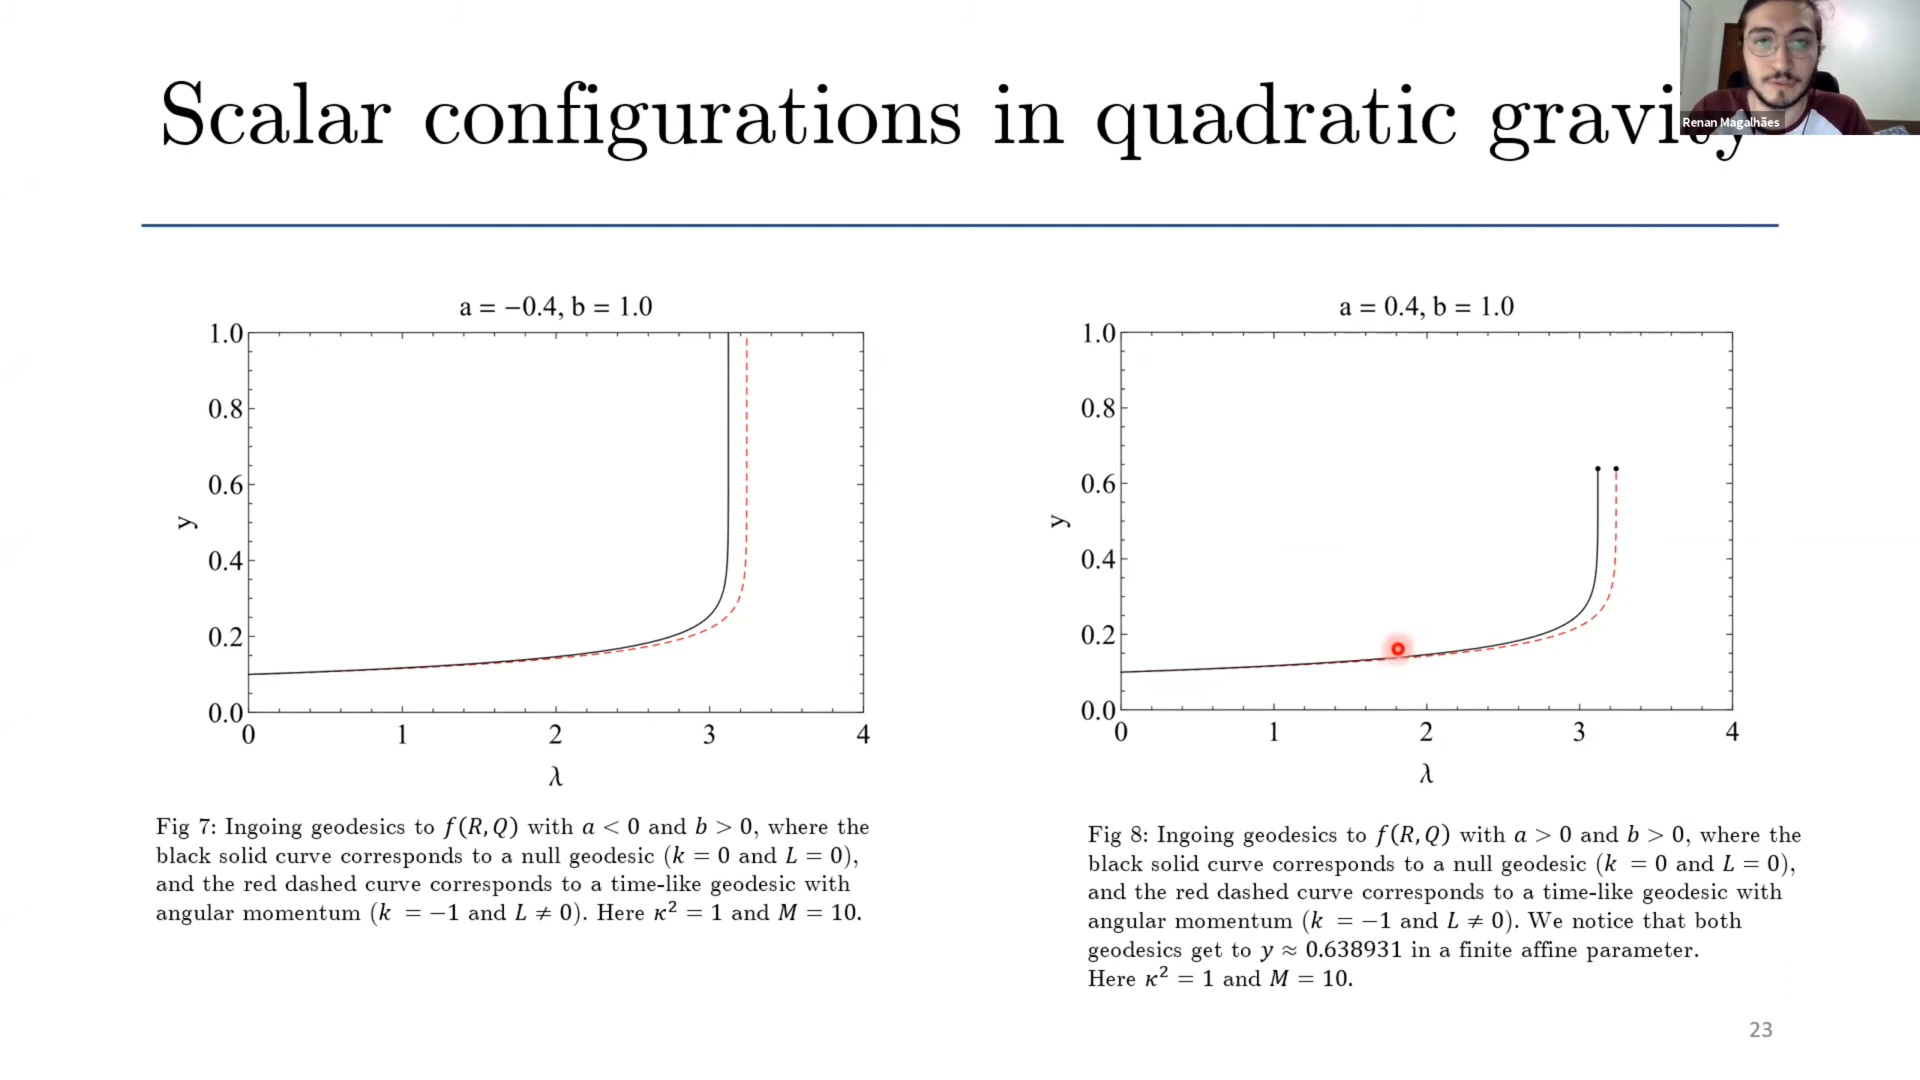 Scalar configurations in quadratic gravity
Renan Magalhães
a = −0.4, b = 1.0
1.0
0.8
0.6
0.4
0.2
0.0
y
0 1 2 3 4
λ
Fig 7: Ingoing geodesics to f(R, Q) with a < 0 and b > 0, where the
black solid curve corresponds to a null geodesic (k = 0 and L = 0),
and the red dashed curve corresponds to a time-like geodesic with
angular momentum (k = −1 and L ≠ 0). Here κ² = 1 and M = 10.
a = 0.4, b = 1.0
1.0
0.8
0.6
0.4
0.2
0.0
y
0 1 2 3 4
λ
Fig 8: Ingoing geodesics to f(R, Q) with a > 0 and b > 0, where the
black solid curve corresponds to a null geodesic (k = 0 and L = 0),
and the red dashed curve corresponds to a time-like geodesic with
angular momentum (k = −1 and L ≠ 0). We notice that both
geodesics get to y ≈ 0.638931 in a finite affine parameter.
Here κ² = 1 and M = 10.
23